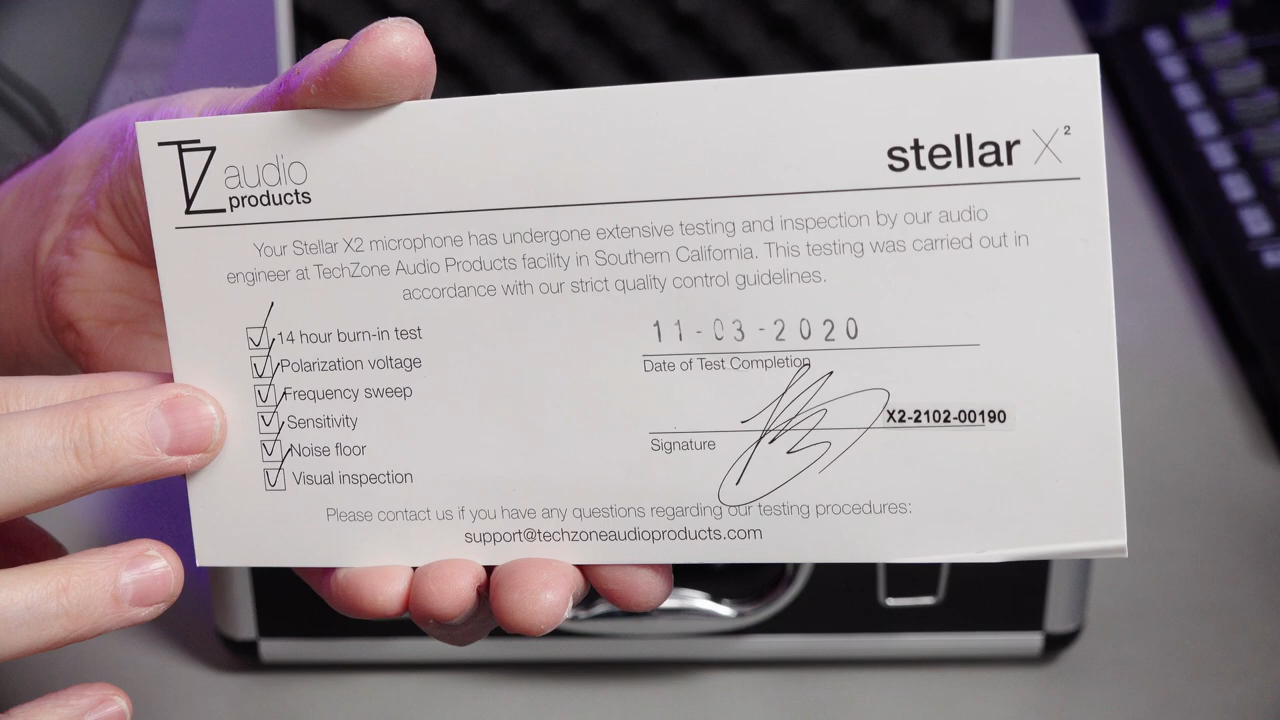 TZ audio products
stellar X²
Your Stellar X2 microphone has undergone extensive testing and inspection by our audio
engineer at TechZone Audio Products facility in Southern California. This testing was carried out in
accordance with our strict quality control guidelines.
14 hour burn-in test
Polarization voltage
Frequency sweep
Sensitivity
Noise floor
Visual inspection
11-03-2020
Date of Test Completion
X2-2102-00190
Signature
Please contact us if you have any questions regarding our testing procedures:
support@techzoneaudioproducts.com